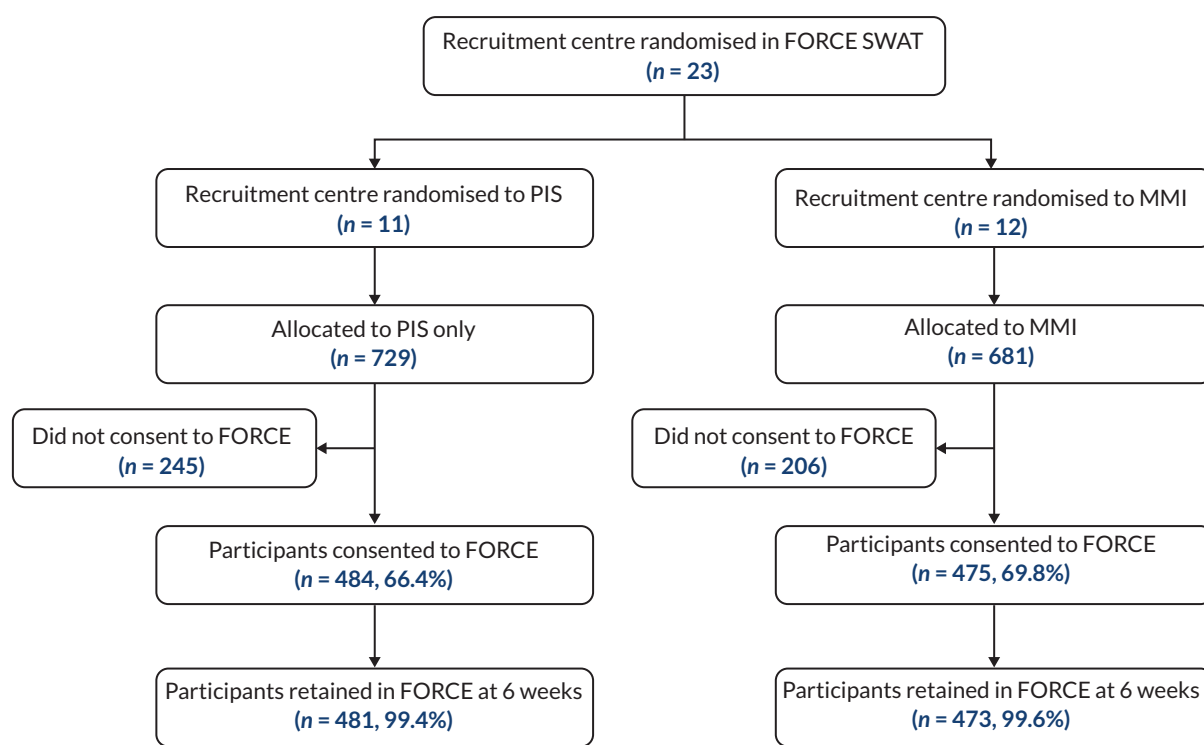 Recruitment centre randomised in FORCE SWAT
(n = 23)
Recruitment centre randomised to PIS
(n = 11)
Recruitment centre randomised to MMI
(n = 12)
Allocated to PIS only
(n = 729)
Allocated to MMI
(n = 681)
Did not consent to FORCE
(n = 245)
Did not consent to FORCE
(n = 206)
Participants consented to FORCE
(n = 484, 66.4%)
Participants consented to FORCE
(n = 475, 69.8%)
Participants retained in FORCE at 6 weeks
(n = 481, 99.4%)
Participants retained in FORCE at 6 weeks
(n = 473, 99.6%)